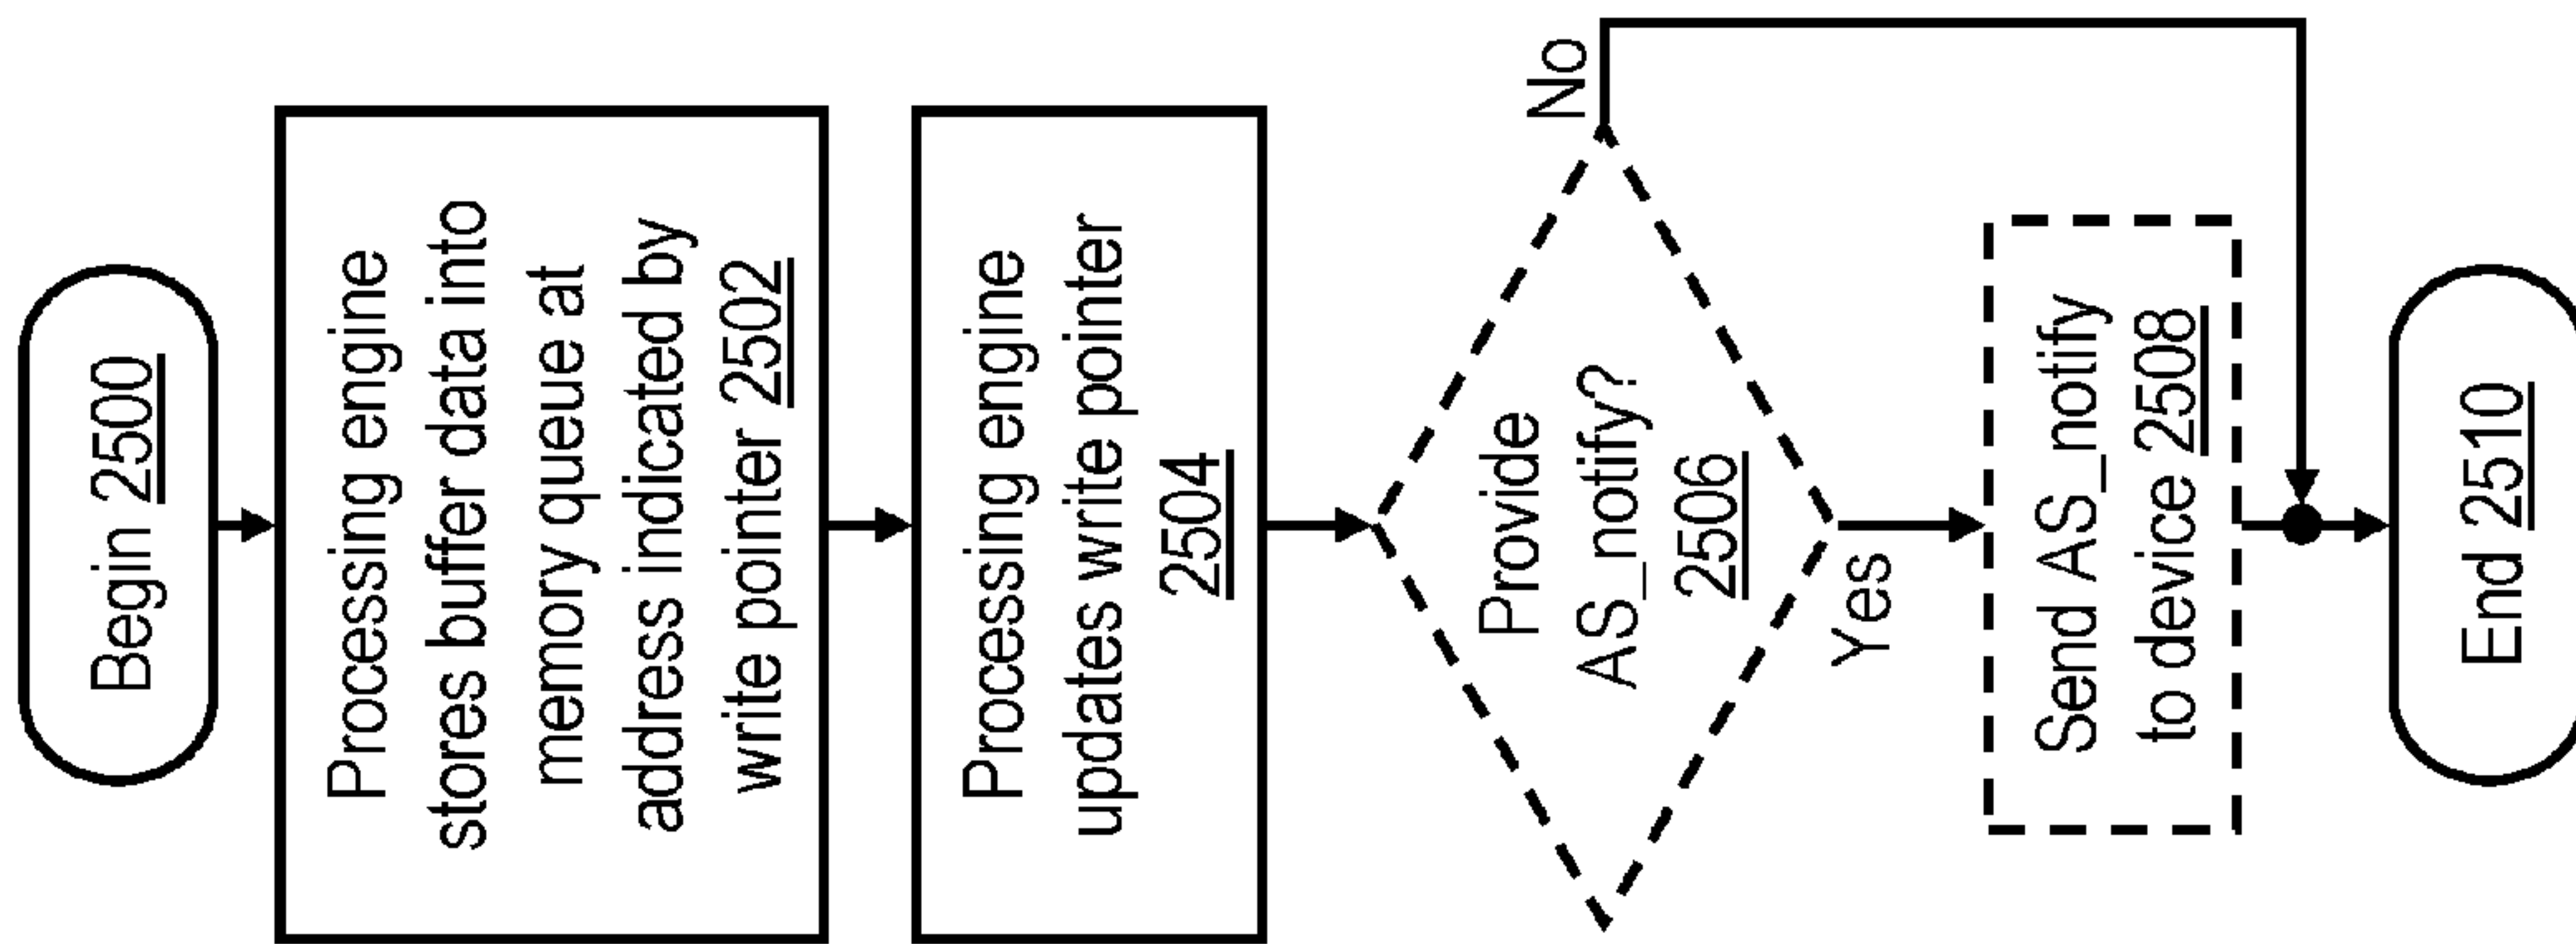 Begin 2500
Processing engine
stores buffer data into
memory queue at
address indicated by
write pointer 2502
Processing engine
updates write pointer
2504
Provide
AS_notify?
2506
No
Yes
Send AS_notify
to device 2508
End 2510